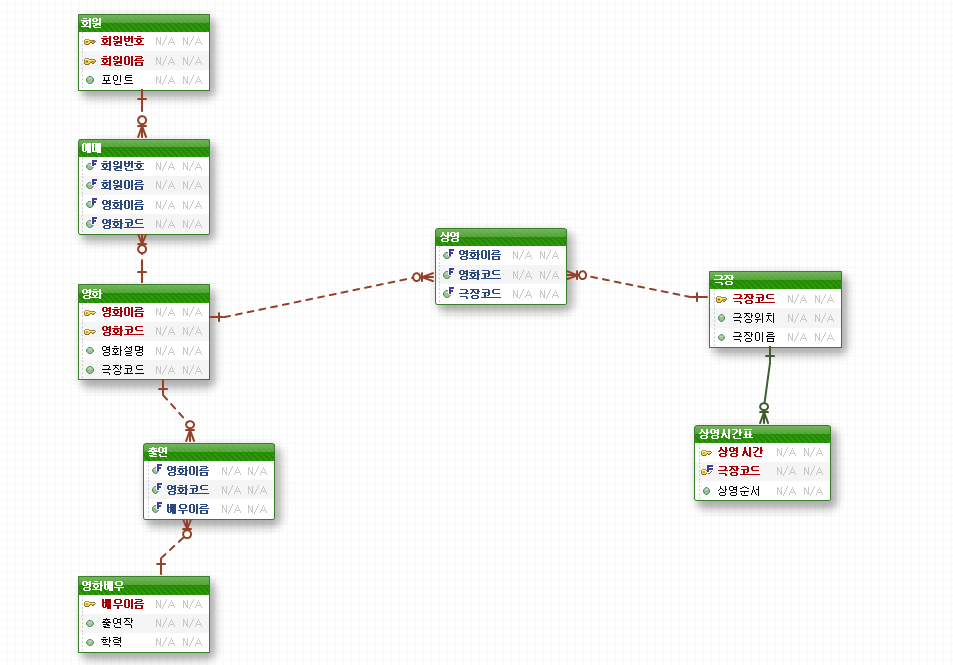 회원
회원번호 N/A N/A
회원이름 N/A N/A
포인트 N/A N/A
예매
회원번호 N/A N/A
회원이름 N/A N/A
영화이름 N/A N/A
영화코드 N/A N/A
영화
영화이름 N/A N/A
영화코드 N/A N/A
영화설명 N/A N/A
극장코드 N/A N/A
출연
영화이름 N/A N/A
영화코드 N/A N/A
배우이름 N/A N/A
영화배우
배우이름 N/A N/A
출연작 N/A N/A
학력 N/A N/A
상영
영화이름 N/A N/A
영화코드 N/A N/A
극장코드 N/A N/A
극장
극장코드 N/A N/A
극장위치 N/A N/A
극장이름 N/A N/A
상영시간표
상영 시간 N/A N/A
극장코드 N/A N/A
상영순서 N/A N/A